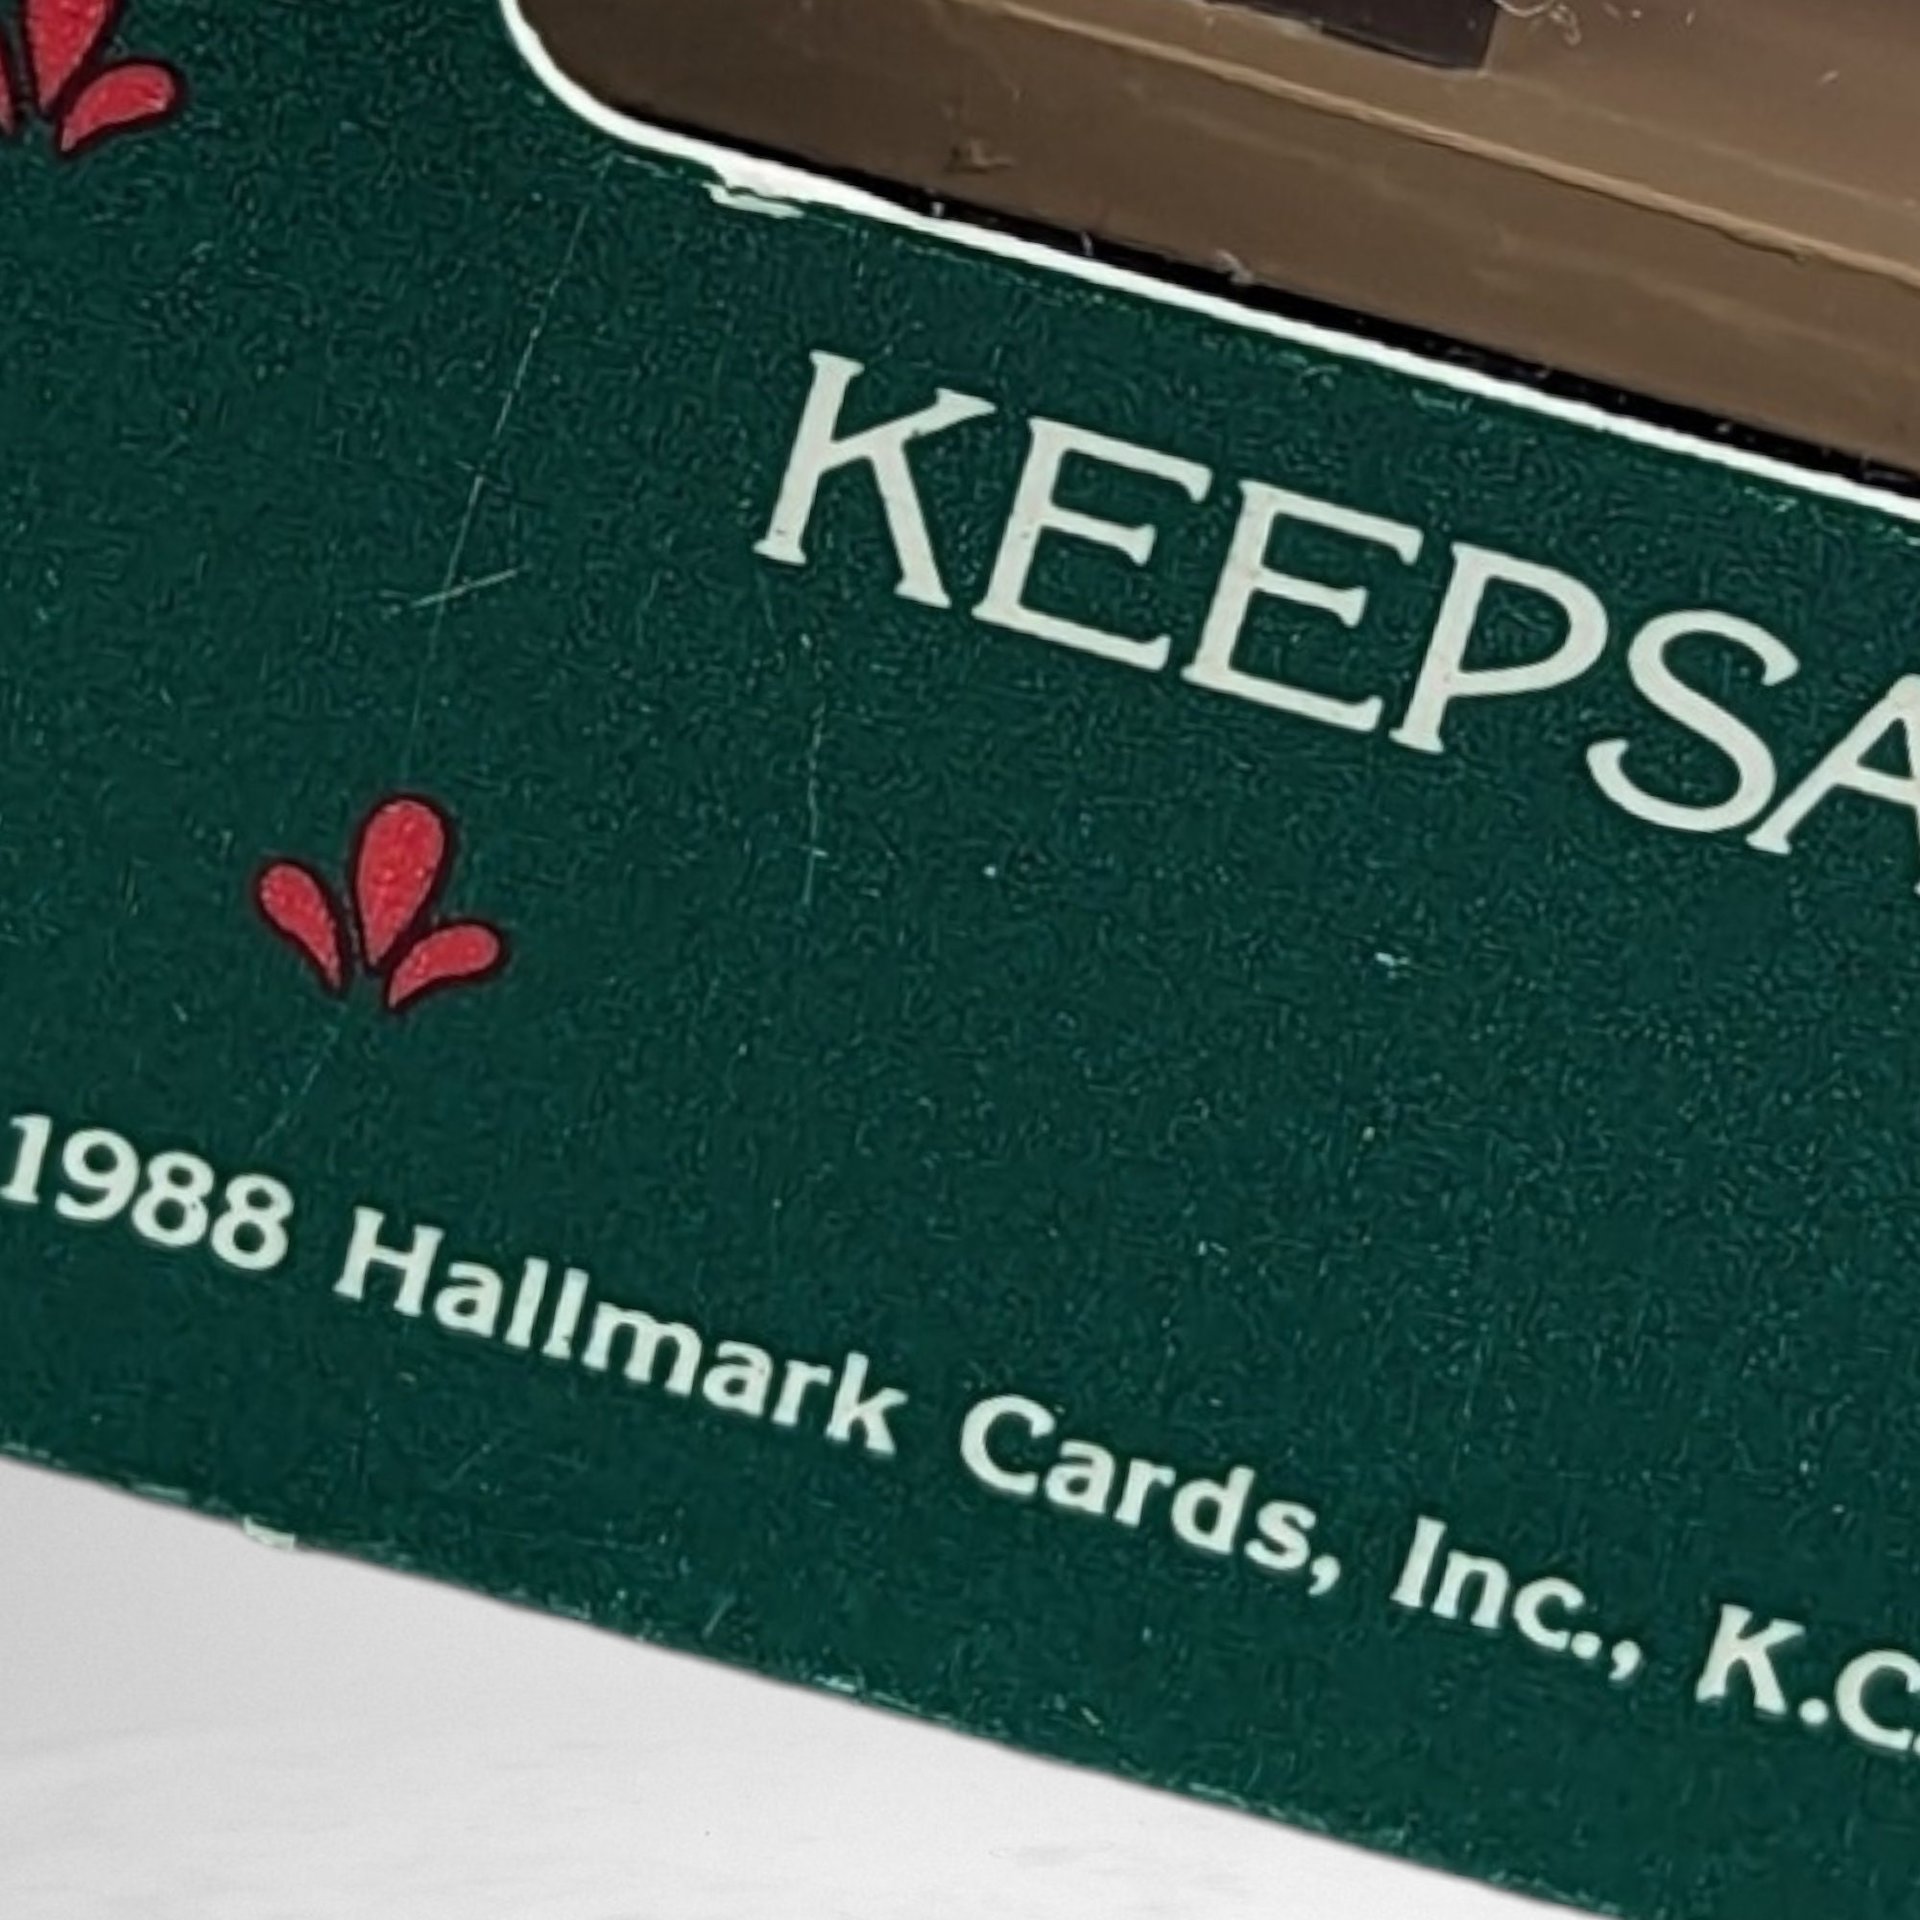 KEEPSA
1988 Hallmark Cards, Inc., K.C.